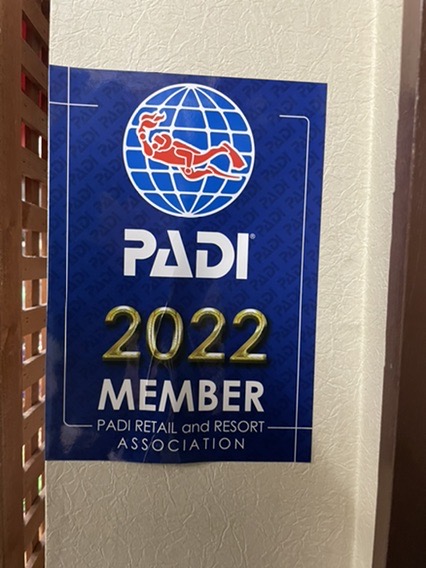 PADI®
2022
MEMBER
PADI RETAIL and RESORT
ASSOCIATION